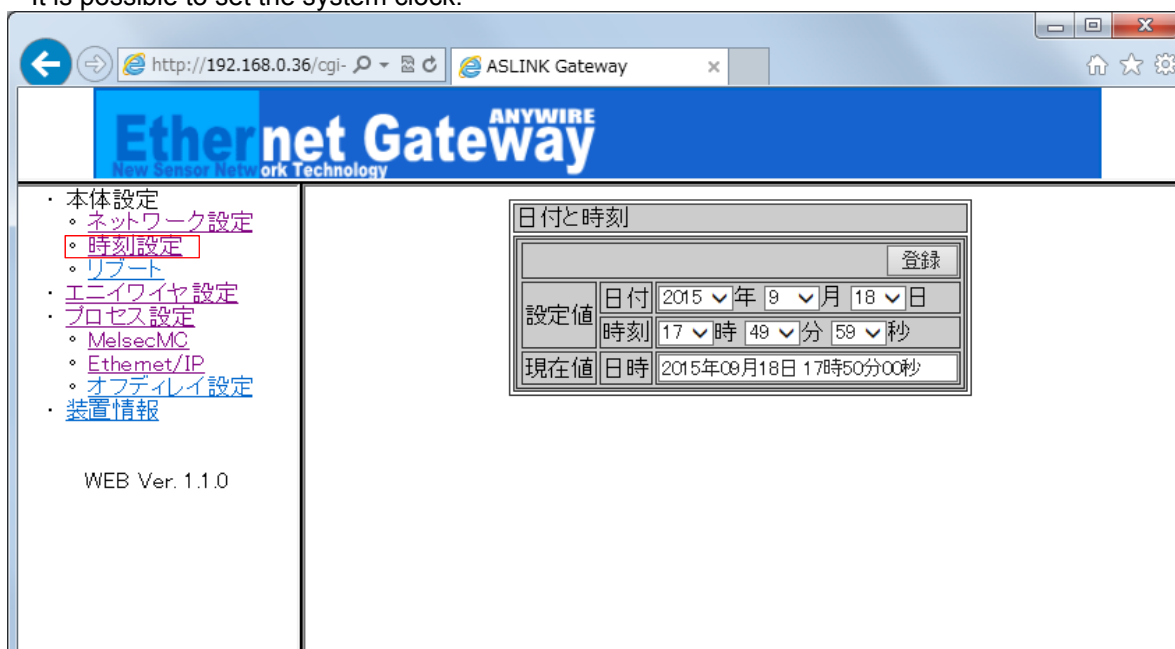 It is possible to set the system clock.
http://192.168.0.36/cgi-
ASLINK Gateway
Ethernet Gateway
ANYWIRE
New Sensor Network Technology
・ 本体設定
◦ ネットワーク設定
◦ 時刻設定
◦ リブート
・ エニイワイヤ設定
・ プロセス設定
◦ MelsecMC
◦ Ethernet/IP
◦ オフディレイ設定
・ 装置情報
WEB Ver. 1.1.0
日付と時刻
登録
設定値 日付 2015 年 9 月 18 日
時刻 17 時 49 分 59 秒
現在値 日時 2015年09月18日 17時50分00秒